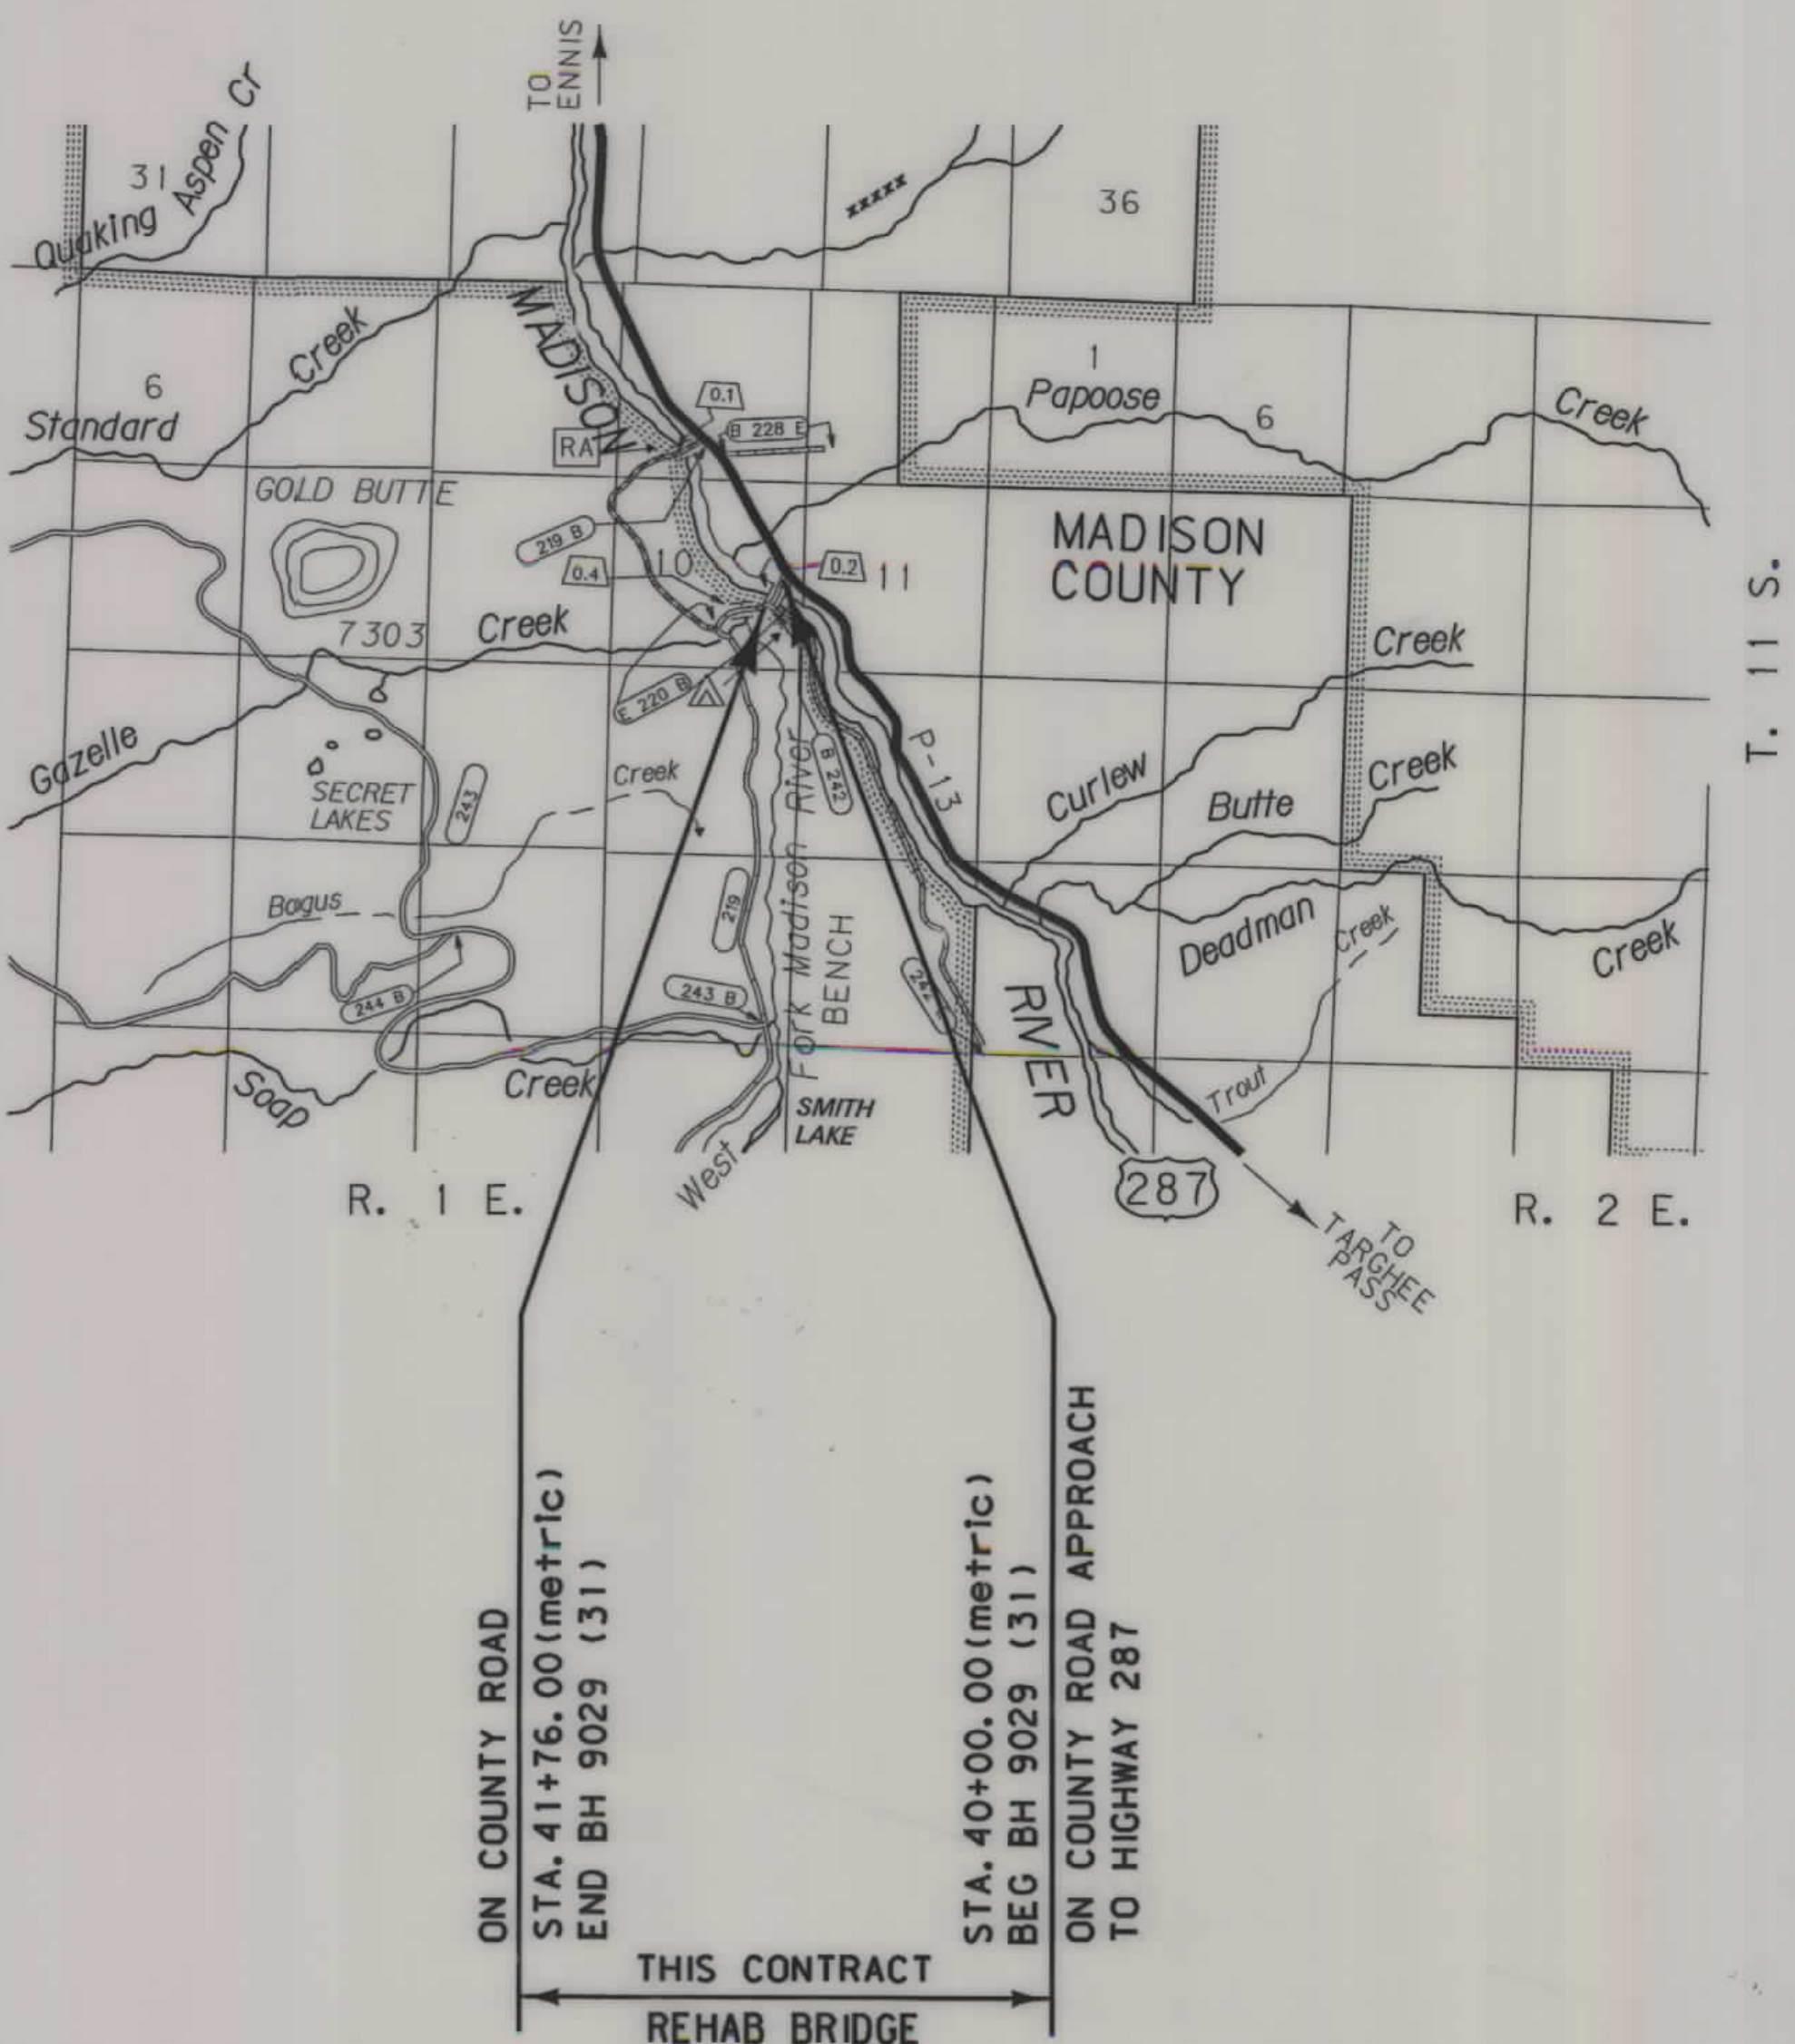 TO
ENNIS
Quaking Aspen Cr
31
36
xxxxx
MADISON
Creek
6
Standard
0.1
B 228 E
RA
1
Papoose
6
Creek
GOLD BUTTE
219 B
0.4
10
0.2
11
MADISON
COUNTY
T. 11 S.
7303
Creek
Creek
E 220 B
Gazelle
SECRET
LAKES
243
Creek
B 242
P-13
Curlew
Butte
Creek
Bogus
219
Fork Madison River
BENCH
Deadman
Creek
Creek
244 B
243 B
RIVER
Soap
Creek
SMITH
LAKE
Trout
West
287
R. 1 E.
R. 2 E.
TO
TARGHEE
PASS
ON COUNTY ROAD
STA. 41+76.00(metric)
END BH 9029 (31)
STA. 40+00.00(metric)
BEG BH 9029 (31)
ON COUNTY ROAD APPROACH
TO HIGHWAY 287
THIS CONTRACT
REHAB BRIDGE